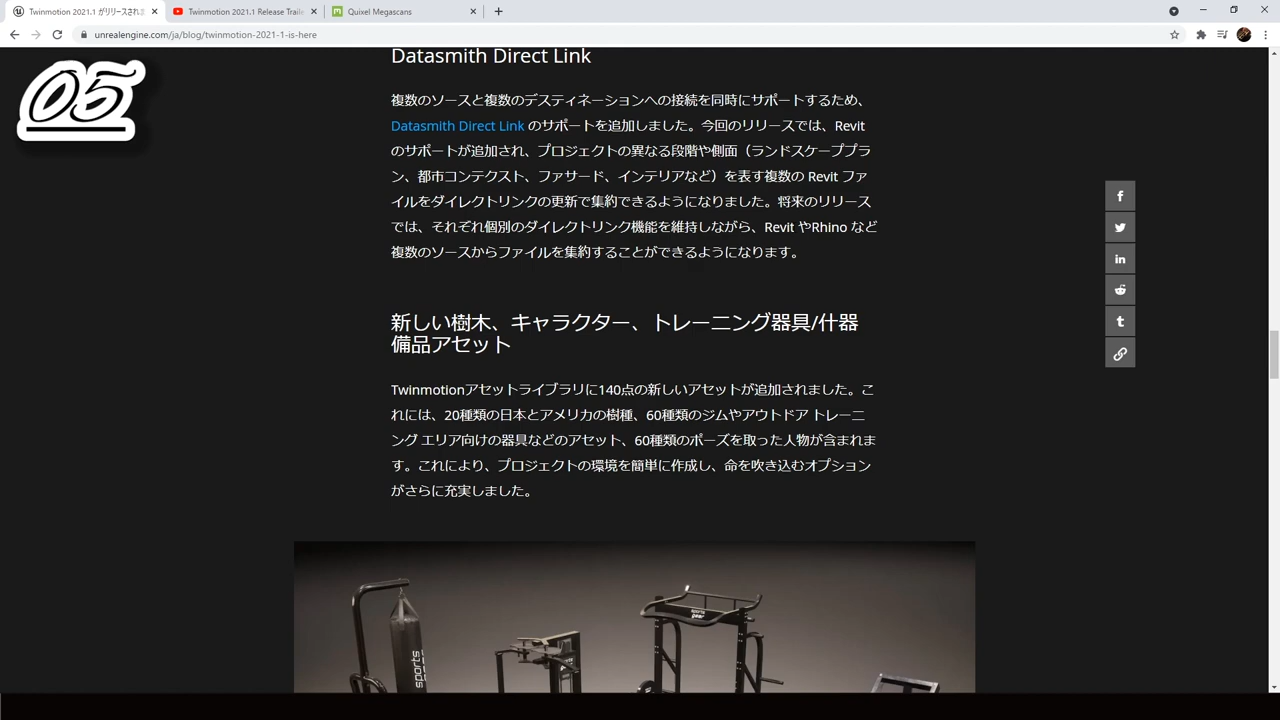 Twinmotion 2021.1 がリリースされま
Twinmotion 2021.1 Release Traile
Quixel Megascans
unrealengine.com/ja/blog/twinmotion-2021-1-is-here
05
Datasmith Direct Link
複数のソースと複数のデスティネーションへの接続を同時にサポートするため、
Datasmith Direct Link のサポートを追加しました。今回のリリースでは、Revit
のサポートが追加され、プロジェクトの異なる段階や側面（ランドスケーププラ
ン、都市コンテクスト、ファサード、インテリアなど）を表す複数の Revit ファ
イルをダイレクトリンクの更新で集約できるようになりました。将来のリリース
では、それぞれ個別のダイレクトリンク機能を維持しながら、Revit やRhino など
複数のソースからファイルを集約することができるようになります。
新しい樹木、キャラクター、トレーニング器具/什器
備品アセット
Twinmotionアセットライブラリに140点の新しいアセットが追加されました。こ
れには、20種類の日本とアメリカの樹種、60種類のジムやアウトドア トレーニ
ング エリア向けの器具などのアセット、60種類のポーズを取った人物が含まれま
す。これにより、プロジェクトの環境を簡単に作成し、命を吹き込むオプション
がさらに充実しました。
sports
gear
sports